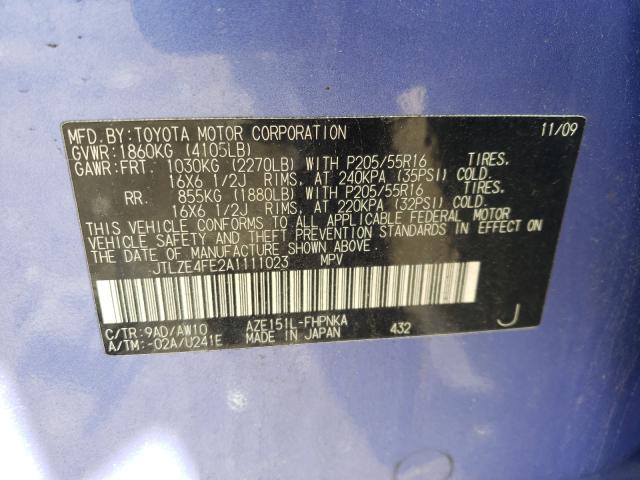 MFD. BY: TOYOTA MOTOR CORPORATION 11/09
GVWR: 1860KG (4105LB)
GAWR: FRT. 1030KG (2270LB) WITH P205/55R16 TIRES.
16X6 1/2J RIMS, AT 240KPA (35PSI) COLD.
RR. 855KG (1880LB) WITH P205/55R16 TIRES.
16X6 1/2J RIMS, AT 220KPA (32PSI) COLD.
THIS VEHICLE CONFORMS TO ALL APPLICABLE FEDERAL MOTOR
VEHICLE SAFETY AND THEFT PREVENTION STANDARDS IN EFFECT ON
THE DATE OF MANUFACTURE SHOWN ABOVE.
JTLZE4FE2A1111023 MPV
C/TR: 9AD/AW10 AZE151L-FHPNKA
A/TM: -02A/U241E MADE IN JAPAN 432 J